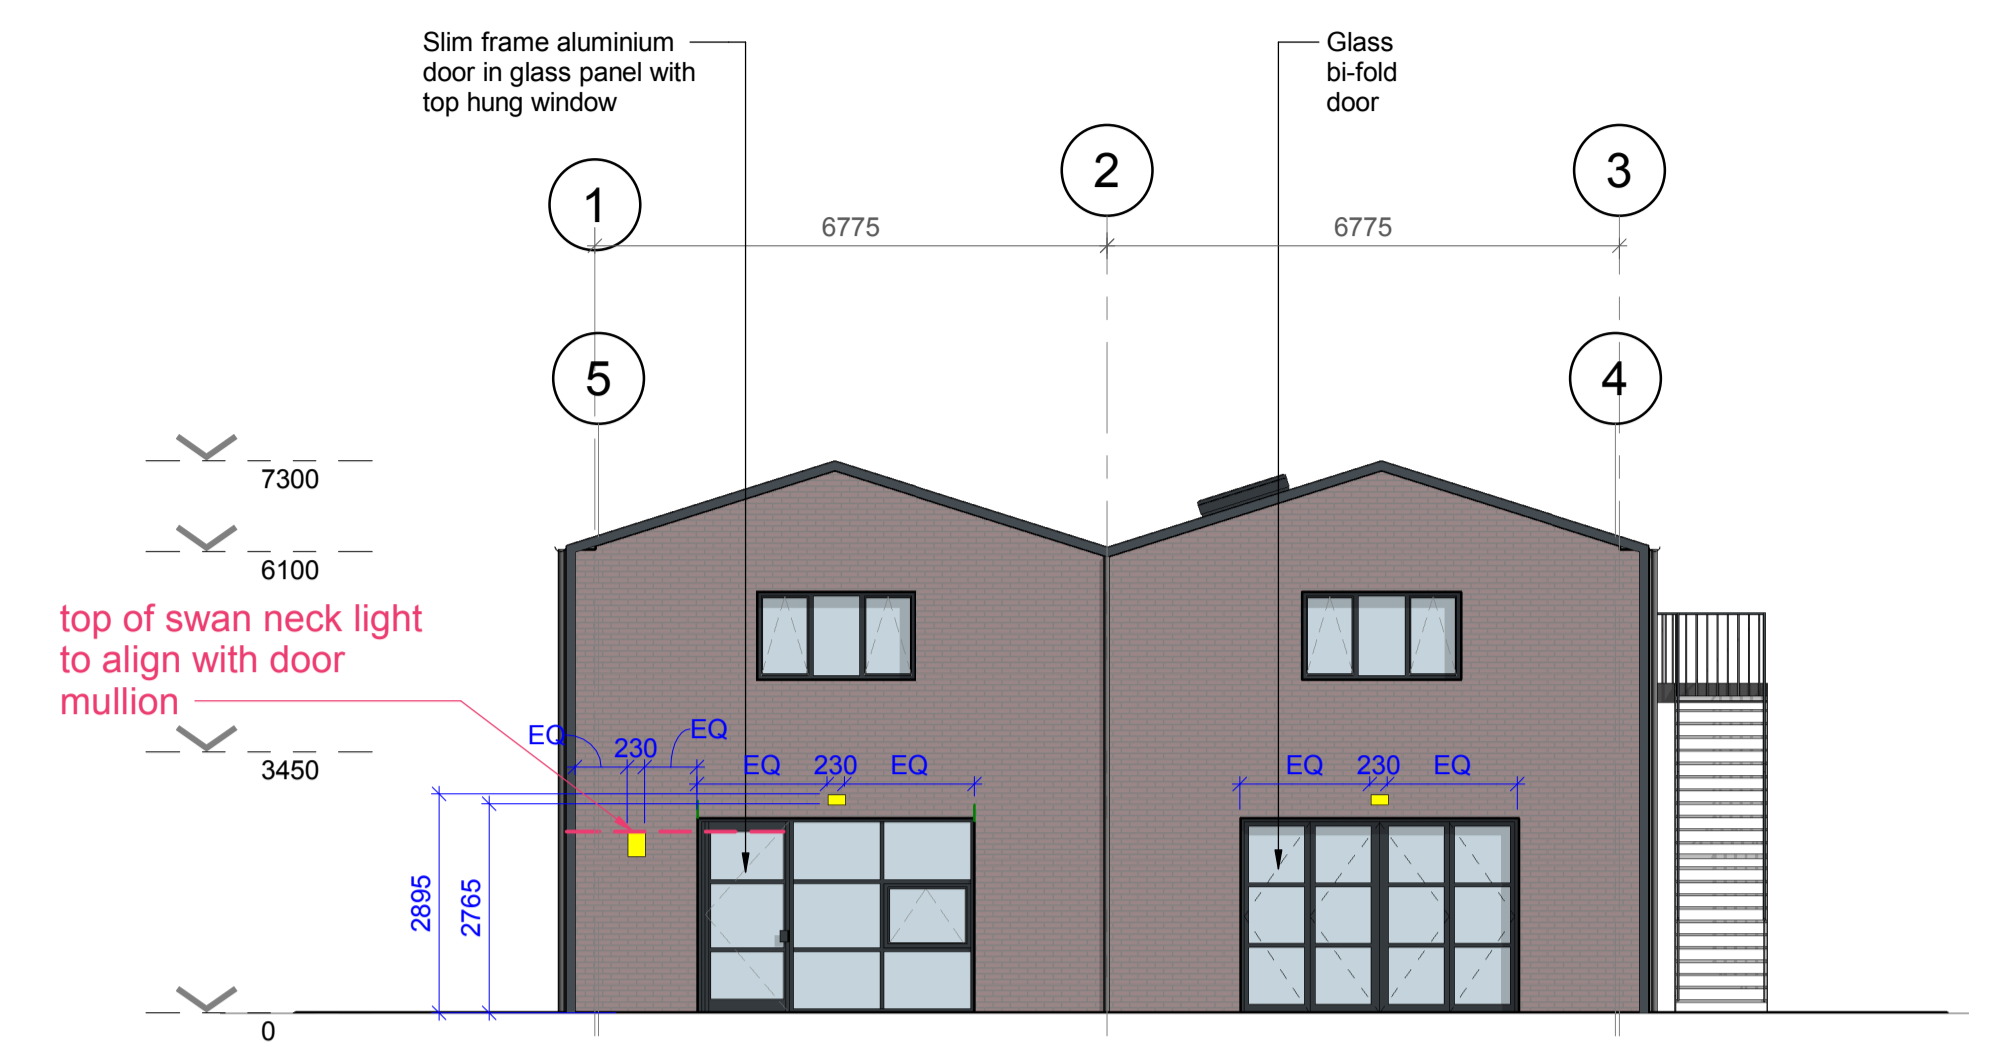 Slim frame aluminium
door in glass panel with
top hung window
Glass
bi-fold
door
1
2
3
6775
6775
5
4
7300
6100
top of swan neck light
to align with door
mullion
3450
EQ
230
EQ
EQ
230
EQ
EQ
230
EQ
2895
2765
0